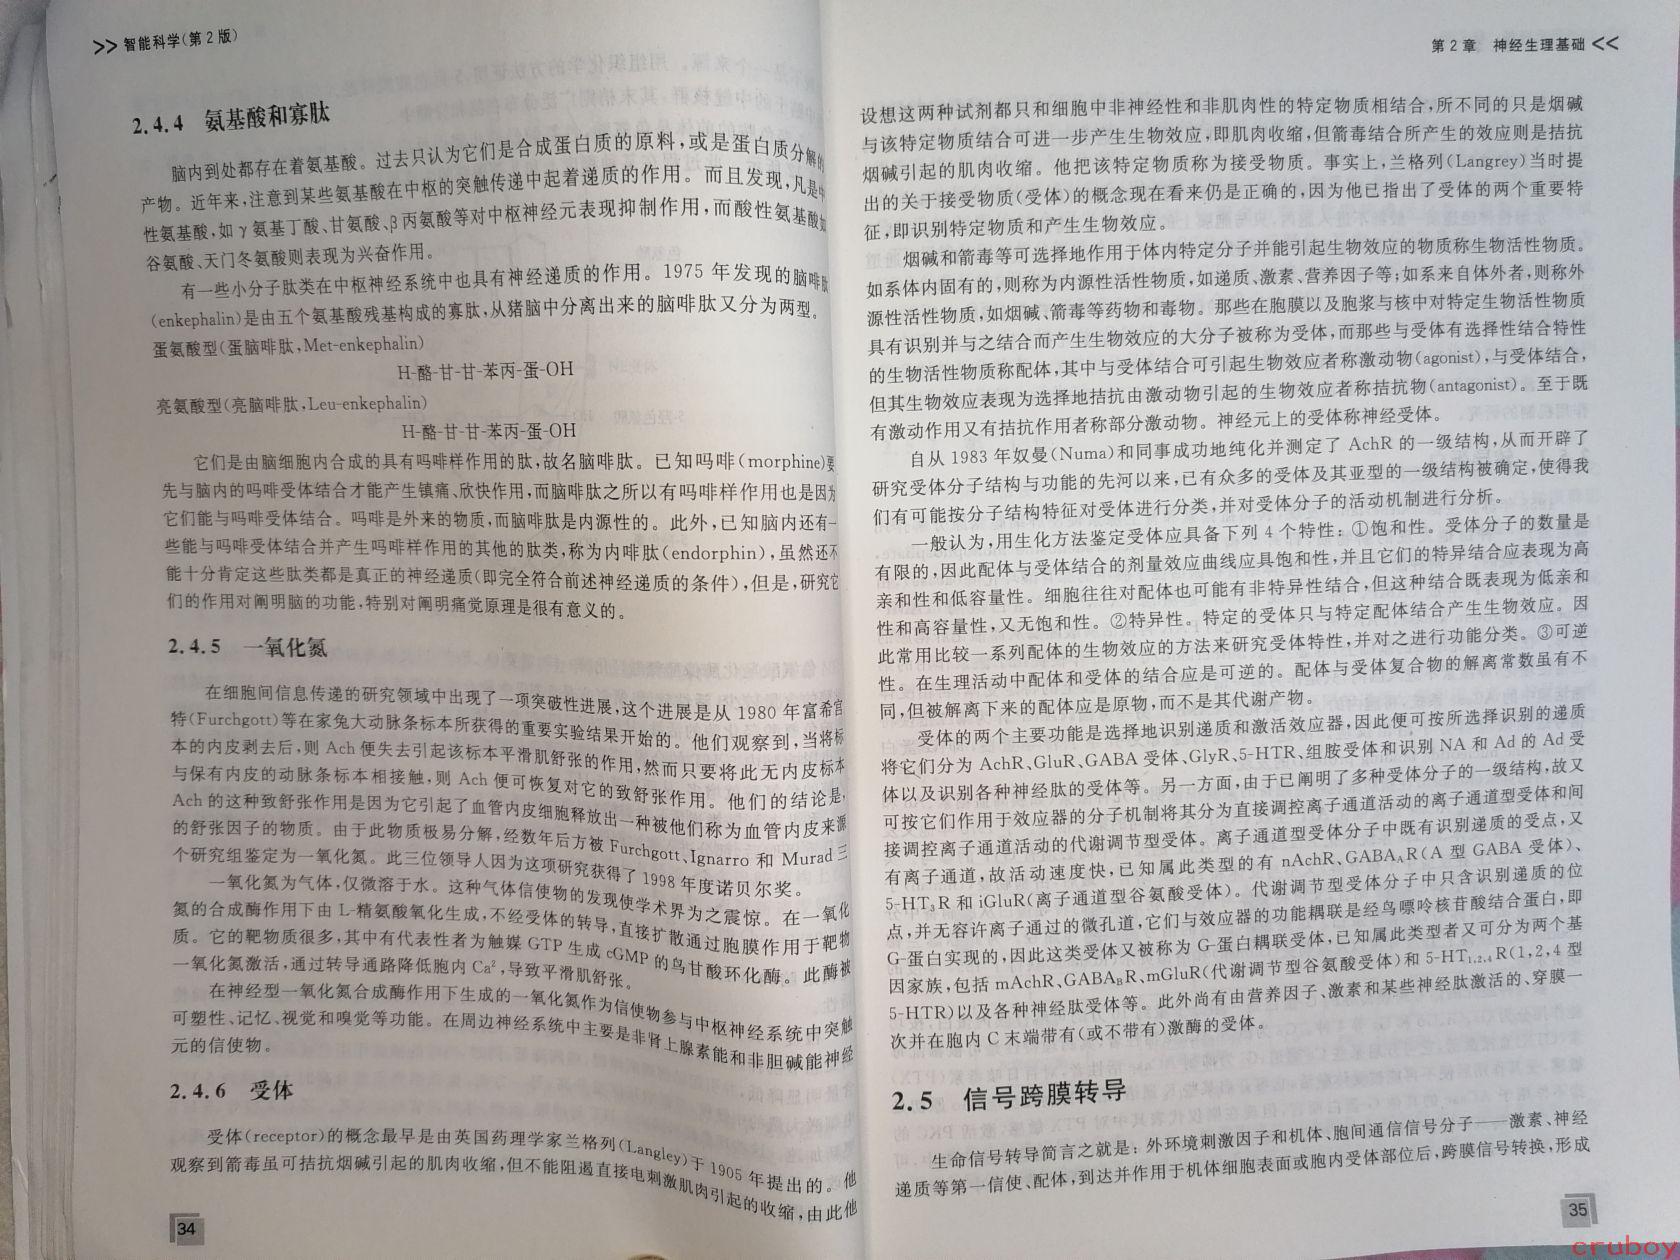 >> 智能科学(第2版)
2.4.4 氨基酸和寡肽
脑内到处都存在着氨基酸。过去只认为它们是合成蛋白质的原料,或是蛋白质分解的
产物。近年来,注意到某些氨基酸在中枢的突触传递中起着递质的作用。而且发现,凡是中
性氨基酸,如γ氨基丁酸、甘氨酸、β丙氨酸等对中枢神经元表现抑制作用,而酸性氨基酸如
谷氨酸、天门冬氨酸则表现为兴奋作用。
有一些小分子肽类在中枢神经系统中也具有神经递质的作用。1975年发现的脑啡肽
(enkephalin)是由五个氨基酸残基构成的寡肽,从猪脑中分离出来的脑啡肽又分为两型。
蛋氨酸型(蛋脑啡肽,Met-enkephalin)
H-酪-甘-甘-苯丙-蛋-OH
亮氨酸型(亮脑啡肽,Leu-enkephalin)
H-酪-甘-甘-苯丙-蛋-OH
它们是由脑细胞内合成的具有吗啡样作用的肽,故名脑啡肽。已知吗啡(morphine)要
先与脑内的吗啡受体结合才能产生镇痛、欣快作用,而脑啡肽之所以有吗啡样作用也是因为
它们能与吗啡受体结合。吗啡是外来的物质,而脑啡肽是内源性的。此外,已知脑内还有一
些能与吗啡受体结合并产生吗啡样作用的其他的肽类,称为内啡肽(endorphin),虽然还不
能十分肯定这些肽类都是真正的神经递质(即完全符合前述神经递质的条件),但是,研究它
们的作用对阐明脑的功能,特别对阐明痛觉原理是很有意义的。
2.4.5 一氧化氮
在细胞间信息传递的研究领域中出现了一项突破性进展,这个进展是从1980年富希宫
特(Furchgott)等在家兔大动脉条标本所获得的重要实验结果开始的。他们观察到,当将标
本的内皮剥去后,则Ach便失去引起该标本平滑肌舒张的作用,然而只要将此无内皮标本
与保有内皮的动脉条标本相接触,则Ach便可恢复对它的致舒张作用。他们的结论是,
Ach的这种致舒张作用是因为它引起了血管内皮细胞释放出一种被他们称为血管内皮来源
的舒张因子的物质。由于此物质极易分解,经数年后方被Furchgott、Ignarro和Murad三
个研究组鉴定为一氧化氮。此三位领导人因为这项研究获得了1998年度诺贝尔奖。
一氧化氮为气体,仅微溶于水。这种气体信使物的发现使学术界为之震惊。在一氧化
氮的合成酶作用下由L-精氨酸氧化生成,不经受体的转导,直接扩散通过胞膜作用于靶物
质。它的靶物质很多,其中有代表性者为触媒GTP生成cGMP的鸟甘酸环化酶。此酶被
一氧化氮激活,通过转导通路降低胞内Ca²,导致平滑肌舒张。
在神经型一氧化氮合成酶作用下生成的一氧化氮作为信使物参与中枢神经系统中突触
可塑性、记忆、视觉和嗅觉等功能。在周边神经系统中主要是非肾上腺素能和非胆碱能神经
元的信使物。
2.4.6 受体
受体(receptor)的概念最早是由英国药理学家兰格列(Langley)于1905年提出的。他
观察到箭毒虽可拮抗烟碱引起的肌肉收缩,但不能阻遏直接电刺激肌肉引起的收缩,由此他
34
第2章 神经生理基础 <<
设想这两种试剂都只和细胞中非神经性和非肌肉性的特定物质相结合,所不同的只是烟碱
与该特定物质结合可进一步产生生物效应,即肌肉收缩,但箭毒结合所产生的效应则是拮抗
烟碱引起的肌肉收缩。他把该特定物质称为接受物质。事实上,兰格列(Langrey)当时提
出的关于接受物质(受体)的概念现在看来仍是正确的,因为他已指出了受体的两个重要特
征,即识别特定物质和产生生物效应。
烟碱和箭毒等可选择地作用于体内特定分子并能引起生物效应的物质称生物活性物质。
如系体内固有的,则称为内源性活性物质,如递质、激素、营养因子等;如系来自体外者,则称外
源性活性物质,如烟碱、箭毒等药物和毒物。那些在胞膜以及胞浆与核中对特定生物活性物质
具有识别并与之结合而产生生物效应的大分子被称为受体,而那些与受体有选择性结合特性
的生物活性物质称配体,其中与受体结合可引起生物效应者称激动物(agonist),与受体结合,
但其生物效应表现为选择地拮抗由激动物引起的生物效应者称拮抗物(antagonist)。至于既
有激动作用又有拮抗作用者称部分激动物。神经元上的受体称神经受体。
自从1983年奴曼(Numa)和同事成功地纯化并测定了AchR的一级结构,从而开辟了
研究受体分子结构与功能的先河以来,已有众多的受体及其亚型的一级结构被确定,使得我
们有可能按分子结构特征对受体进行分类,并对受体分子的活动机制进行分析。
一般认为,用生化方法鉴定受体应具备下列4个特性:①饱和性。受体分子的数量是
有限的,因此配体与受体结合的剂量效应曲线应具饱和性,并且它们的特异结合应表现为高
亲和性和低容量性。细胞往往对配体也可能有非特异性结合,但这种结合既表现为低亲和
性和高容量性,又无饱和性。②特异性。特定的受体只与特定配体结合产生生物效应。因
此常用比较一系列配体的生物效应的方法来研究受体特性,并对之进行功能分类。③可逆
性。在生理活动中配体和受体的结合应是可逆的。配体与受体复合物的解离常数虽有不
同,但被解离下来的配体应是原物,而不是其代谢产物。
受体的两个主要功能是选择地识别递质和激活效应器,因此便可按所选择识别的递质
将它们分为AchR、GluR、GABA受体、GlyR、5-HTR、组胺受体和识别NA和Ad的Ad受
体以及识别各种神经肽的受体等。另一方面,由于已阐明了多种受体分子的一级结构,故又
可按它们作用于效应器的分子机制将其分为直接调控离子通道活动的离子通道型受体和间
接调控离子通道活动的代谢调节型受体。离子通道型受体分子中既有识别递质的受点,又
有离子通道,故活动速度快,已知属此类型的有nAchR、GABA_AR(A型GABA受体)、
5-HT₃R和iGluR(离子通道型谷氨酸受体)。代谢调节型受体分子中只含识别递质的位
点,并无容许离子通过的微孔道,它们与效应器的功能耦联是经鸟嘌呤核苷酸结合蛋白,即
G-蛋白实现的,因此这类受体又被称为G-蛋白耦联受体,已知属此类型者又可分为两个基
因家族,包括mAchR、GABA_BR、mGluR(代谢调节型谷氨酸受体)和5-HT₁.₂.₄R(1,2,4型
5-HTR)以及各种神经肽受体等。此外尚有由营养因子、激素和某些神经肽激活的、穿膜一
次并在胞内C末端带有(或不带有)激酶的受体。
2.5 信号跨膜转导
生命信号转导简言之就是:外环境刺激因子和机体、胞间通信信号分子——激素、神经
递质等第一信使、配体,到达并作用于机体细胞表面或胞内受体部位后,跨膜信号转换,形成
35
cruboy